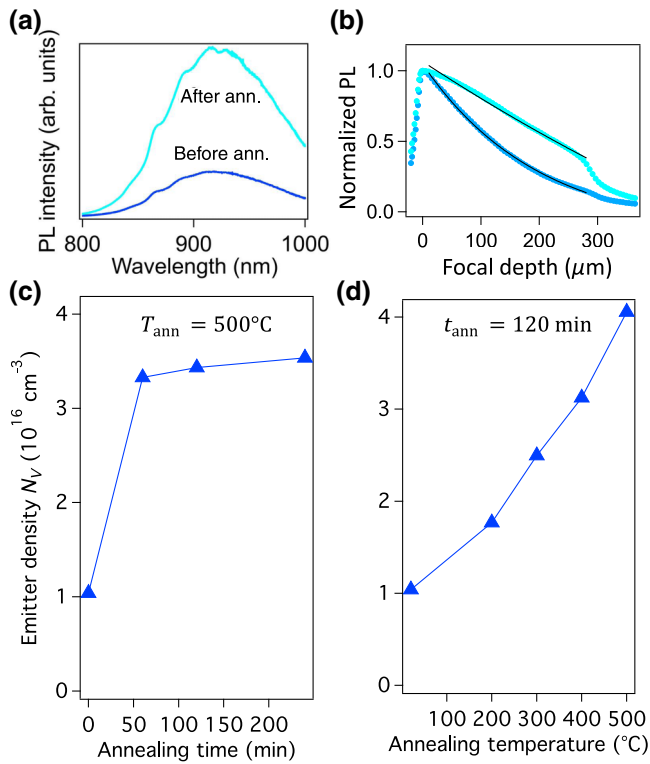 (a)
PL intensity (arb. units)
After ann.
Before ann.
800
900
1000
Wavelength (nm)
(b)
Normalized PL
1.0
0.5
0.0
0
100
200
300
Focal depth (μm)
(c)
Emitter density N_V (10^16 cm^-3)
4
3
2
1
0
T_ann = 500°C
0
50
100
150
200
Annealing time (min)
(d)
4
3
2
1
0
t_ann = 120 min
100
200
300
400
500
Annealing temperature (°C)